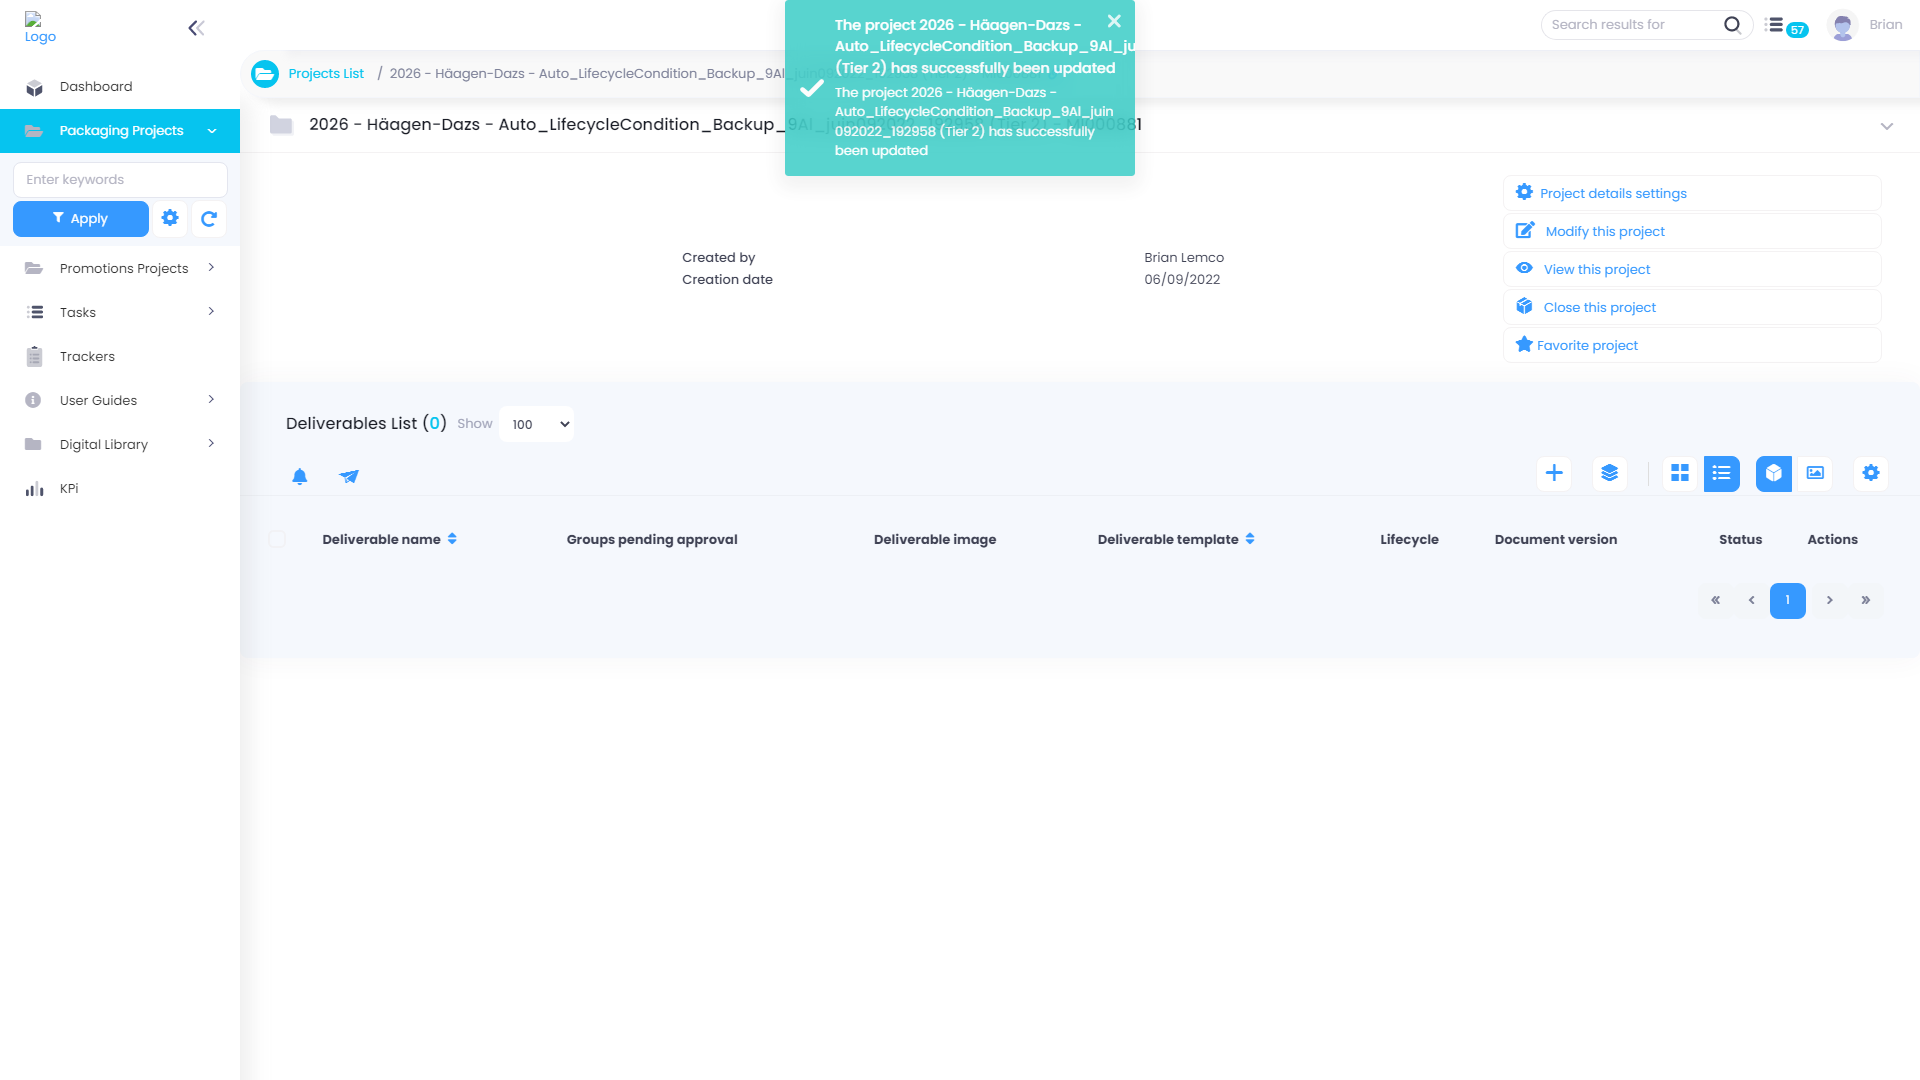 Logo
The project 2026 - Häagen-Dazs -
Auto_LifecycleCondition_Backup_9Al_ju
(Tier 2) has successfully been updated
The project 2026 - Häagen-Dazs -
Auto_LifecycleCondition_Backup_9Al_juin
092022_192958 (Tier 2) has successfully
been updated
Search results for
57
Brian
Projects List / 2026 - Häagen-Dazs - Auto_LifecycleCondition_Backup_9Al_
2026 - Häagen-Dazs - Auto_LifecycleCondition_Backup_9Al_juin092022_192958 (Tier 2) - MU00881
Dashboard
Packaging Projects
Enter keywords
Apply
Promotions Projects
Tasks
Trackers
User Guides
Digital Library
KPi
Created by
Brian Lemco
Creation date
06/09/2022
Project details settings
Modify this project
View this project
Close this project
Favorite project
Deliverables List (0) Show 100
Deliverable name Groups pending approval Deliverable image Deliverable template Lifecycle Document version Status Actions
« ‹ 1 › »